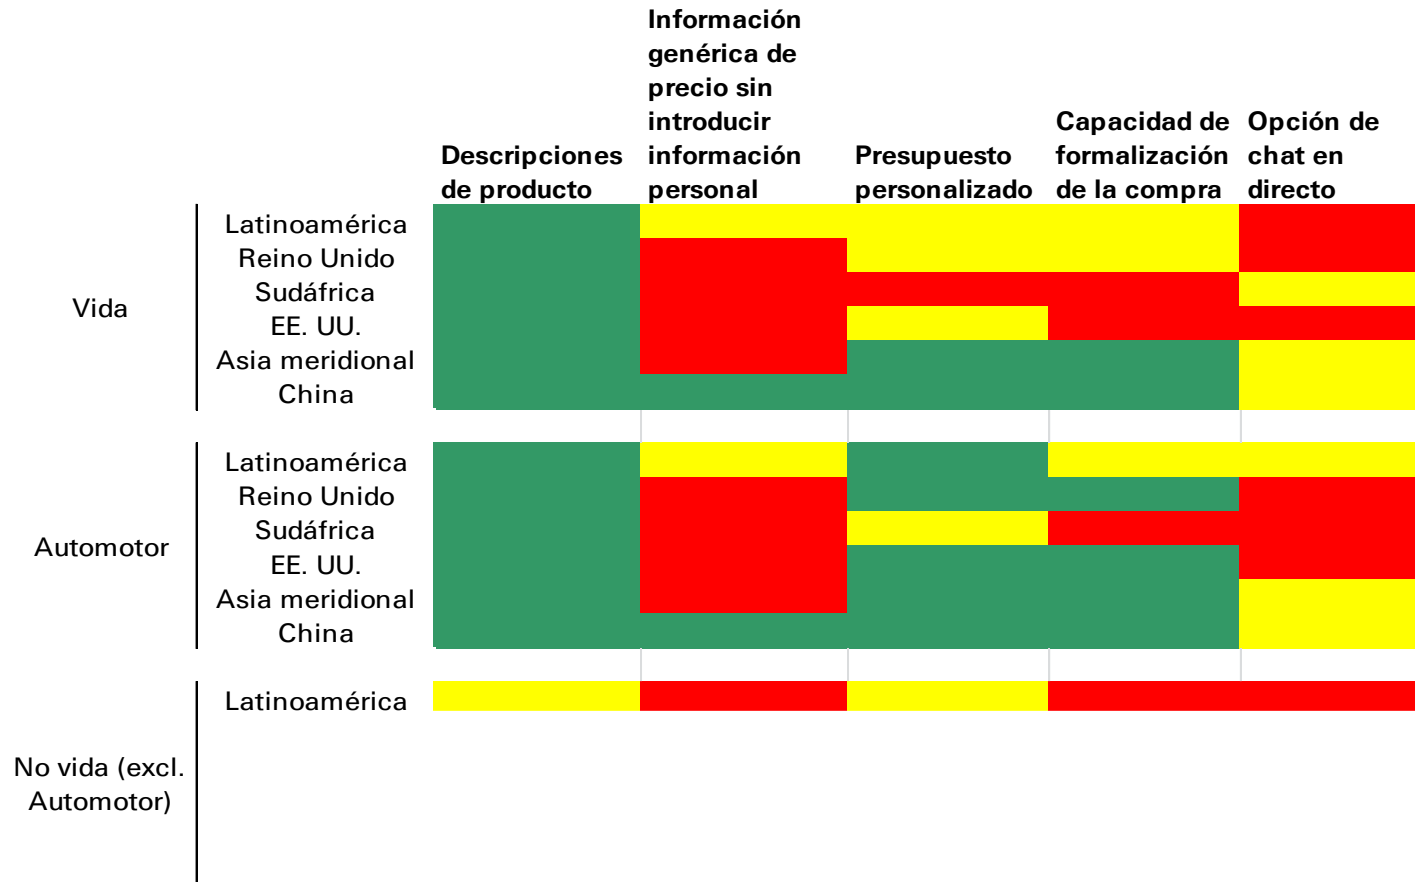 Información
genérica de
precio sin
introducir
información
personal
Descripciones
de producto
Presupuesto
personalizado
Capacidad de
formalización
de la compra
Opción de
chat en
directo
Vida
Latinoamérica
Reino Unido
Sudáfrica
EE. UU.
Asia meridional
China
Automotor
Latinoamérica
Reino Unido
Sudáfrica
EE. UU.
Asia meridional
China
No vida (excl.
Automotor)
Latinoamérica